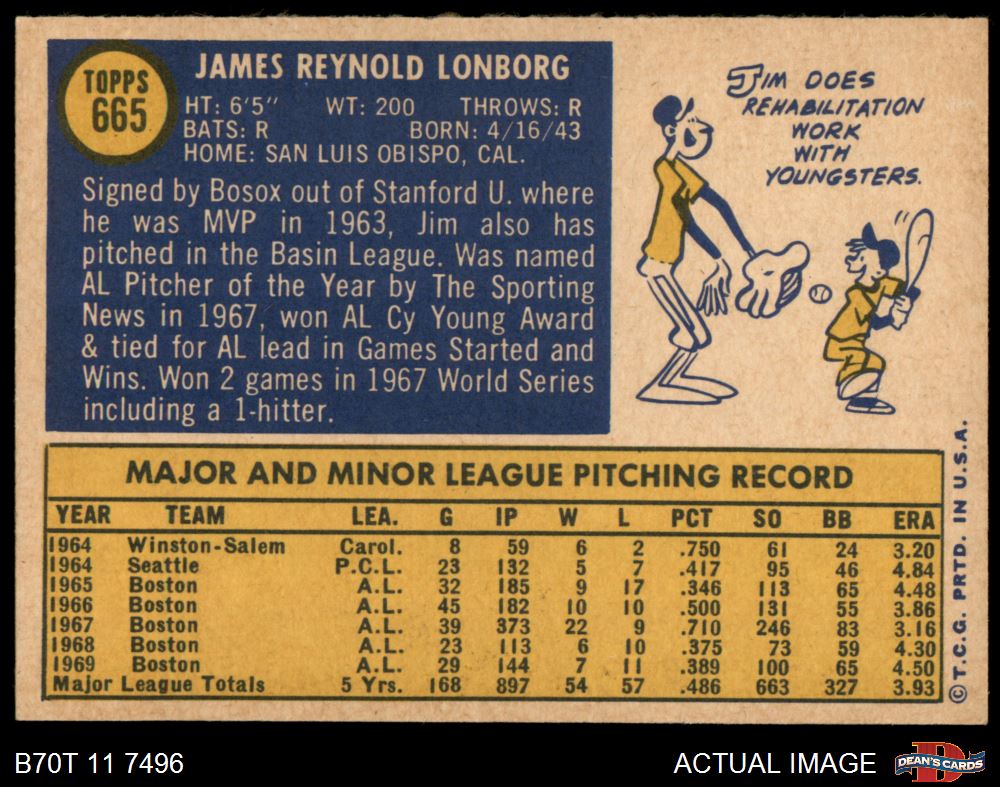 TOPPS
665
JAMES REYNOLD LONBORG
HT: 6'5" WT: 200 THROWS: R
BATS: R BORN: 4/16/43
HOME: SAN LUIS OBISPO, CAL.
Signed by Bosox out of Stanford U. where
he was MVP in 1963, Jim also has
pitched in the Basin League. Was named
AL Pitcher of the Year by The Sporting
News in 1967, won AL Cy Young Award
& tied for AL lead in Games Started and
Wins. Won 2 games in 1967 World Series
including a 1-hitter.
JIM DOES
REHABILITATION
WORK
WITH
YOUNGSTERS.
MAJOR AND MINOR LEAGUE PITCHING RECORD
YEAR TEAM LEA. G IP W L PCT SO BB ERA
1964 Winston-Salem Carol. 8 59 6 2 .750 61 24 3.20
1964 Seattle P.C.L. 23 132 5 7 .417 95 46 4.84
1965 Boston A.L. 32 185 9 17 .346 113 65 4.48
1966 Boston A.L. 45 182 10 10 .500 131 55 3.86
1967 Boston A.L. 39 373 22 9 .710 246 83 3.16
1968 Boston A.L. 23 113 6 10 .375 73 59 4.30
1969 Boston A.L. 29 144 7 11 .389 100 65 4.50
Major League Totals 5 Yrs. 168 897 54 57 .486 663 327 3.93
© T.C.G. PRTD. IN U.S.A.
B70T 11 7496
ACTUAL IMAGE
DEAN'S CARDS